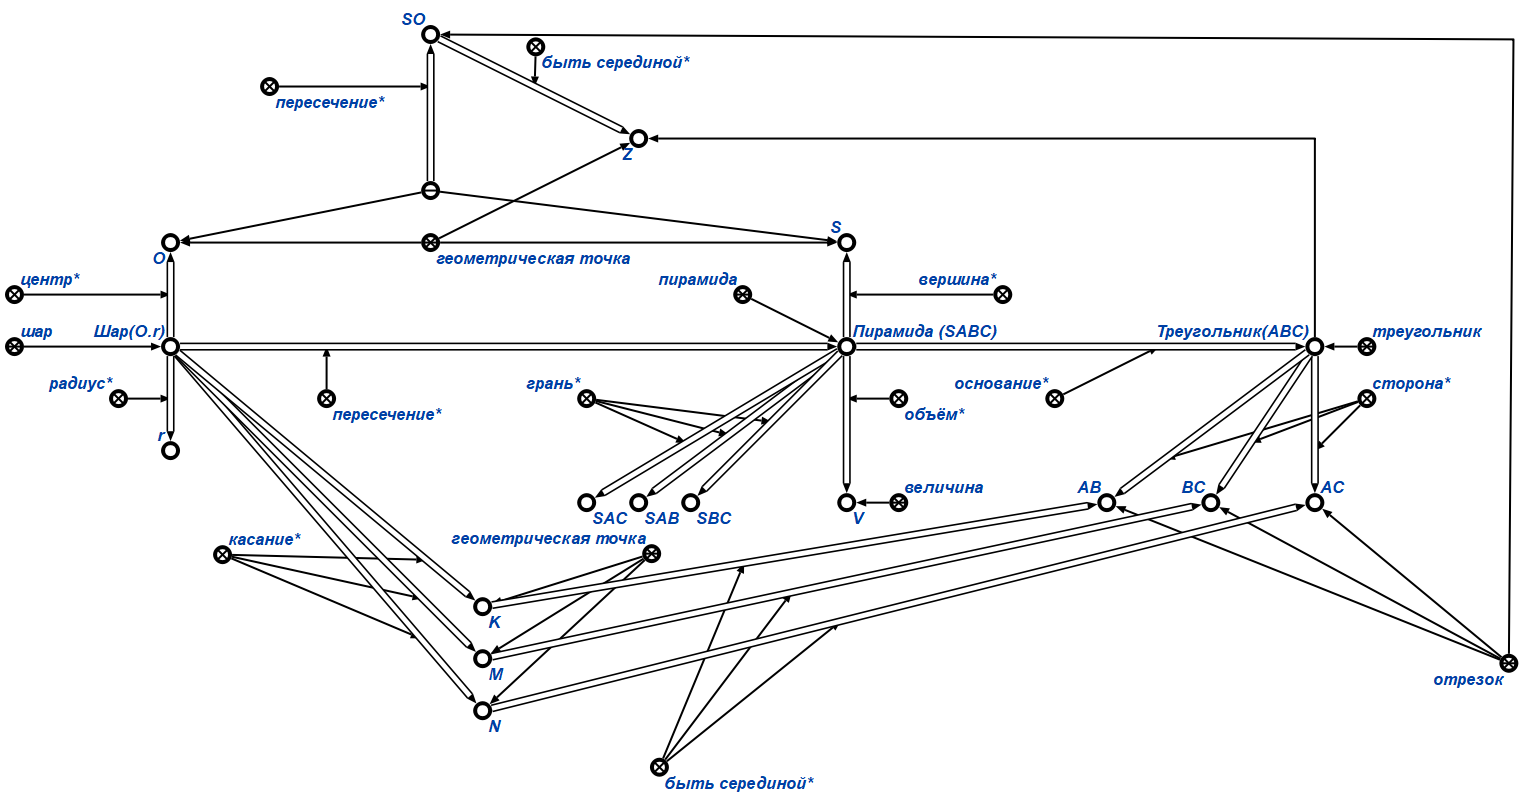 SO
быть серединой*
пересечение*
Z
S
O
геометрическая точка
центр*
пирамида
вершина*
шар
Шар(O.r)
Пирамида (SABC)
Треугольник(ABC)
треугольник
радиус*
грань*
основание*
сторона*
пересечение*
объём*
r
AB
BC
AC
величина
SAC
SAB
SBC
V
касание*
геометрическая точка
K
M
отрезок
N
быть серединой*